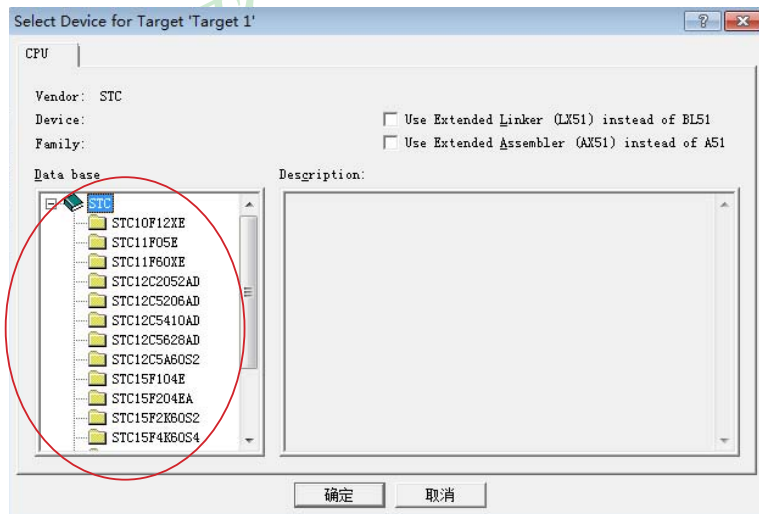 Select Device for Target 'Target 1'
CPU
Vendor: STC
Device:
Family:
Use Extended Linker (LX51) instead of BL51
Use Extended Assembler (AX51) instead of A51
Data base
Description:
STC
STC10F12XE
STC11F05E
STC11F60XE
STC12C2052AD
STC12C5206AD
STC12C5410AD
STC12C5628AD
STC12C5A60S2
STC15F104E
STC15F204EA
STC15F2K60S2
STC15F4K60S4
确定
取消